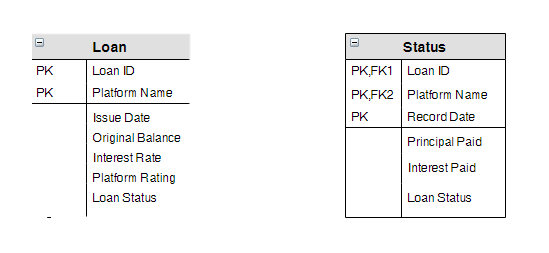 Loan
PK Loan ID
PK Platform Name
Issue Date
Original Balance
Interest Rate
Platform Rating
Loan Status
Status
PK,FK1 Loan ID
PK,FK2 Platform Name
PK Record Date
Principal Paid
Interest Paid
Loan Status